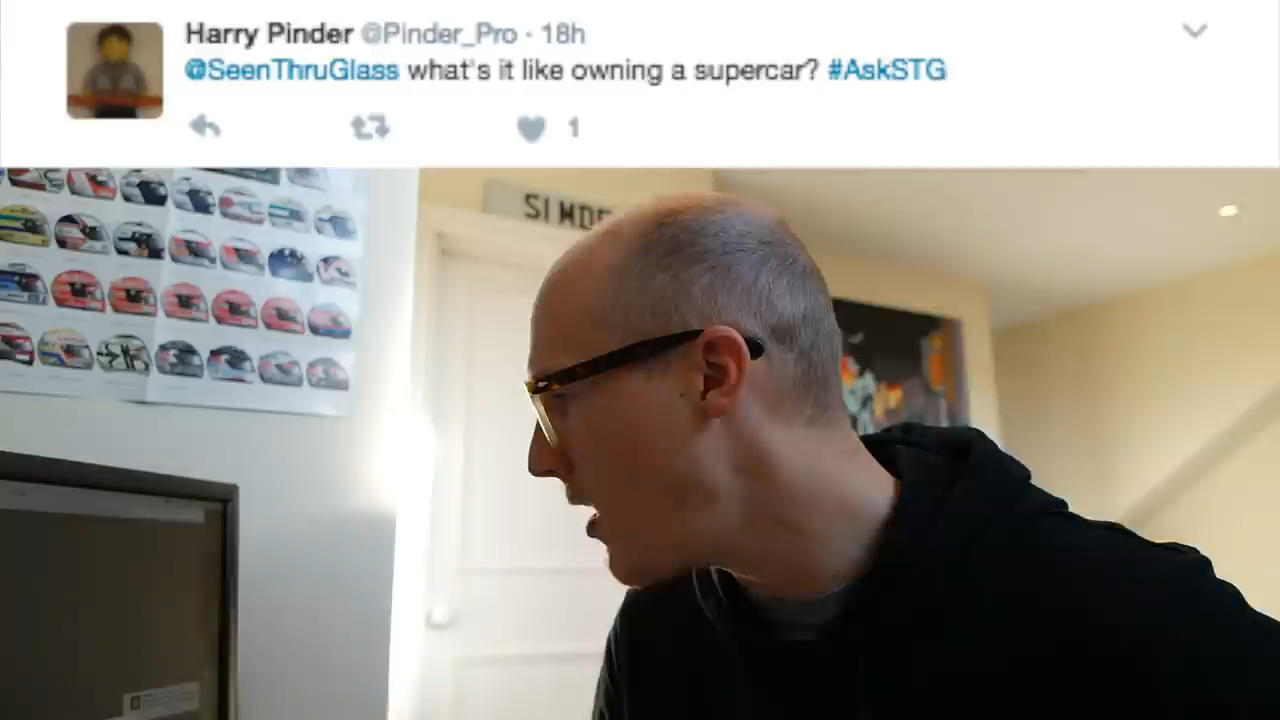 Harry Pinder @Pinder_Pro · 18h
@SeenThruGlass what's it like owning a supercar? #AskSTG
1